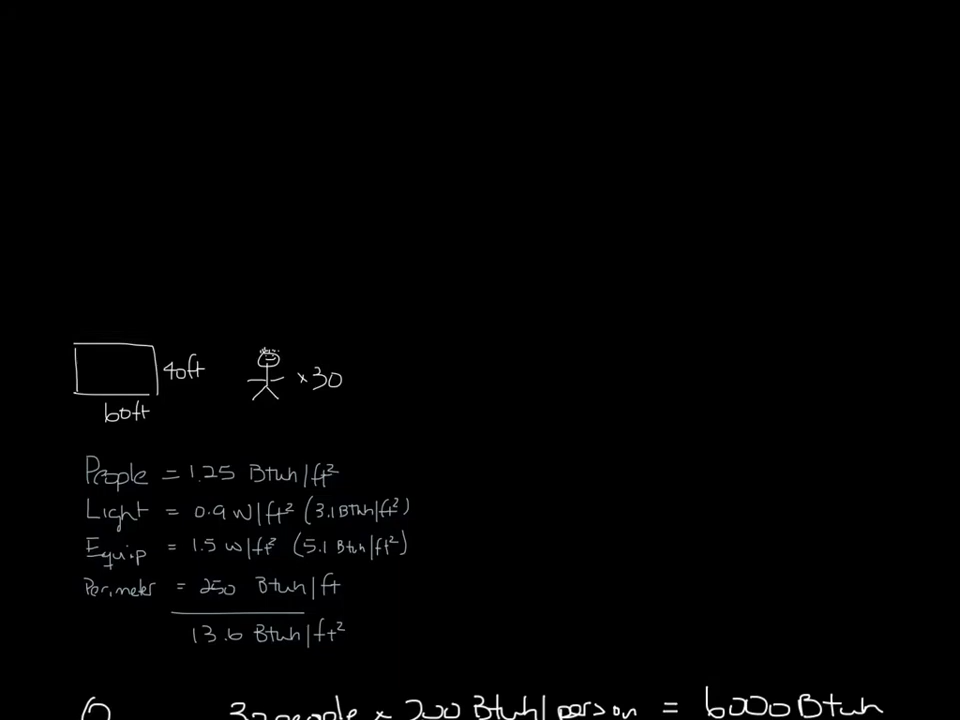 40ft
×30
60ft
People = 1.25 Btuh/ft²
Light = 0.9 W/ft² (3.1 Btuh/ft²)
Equip = 1.5 W/ft² (5.1 Btuh/ft²)
Perimeter = 250 Btuh/ft
13.6 Btuh/ft²
30 people × 200 Btuh/person = 6000 Btuh